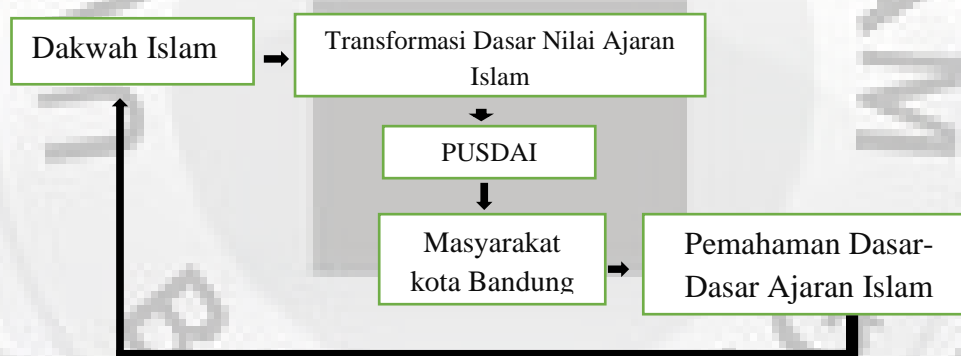 Dakwah Islam
Transformasi Dasar Nilai Ajaran
Islam
PUSDAI
Masyarakat
kota Bandung
Pemahaman Dasar-
Dasar Ajaran Islam